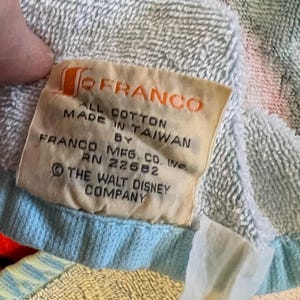 FRANCO
ALL COTTON
MADE IN TAIWAN
BY
FRANCO MFG. CO. INC.
RN 22682
© THE WALT DISNEY
COMPANY